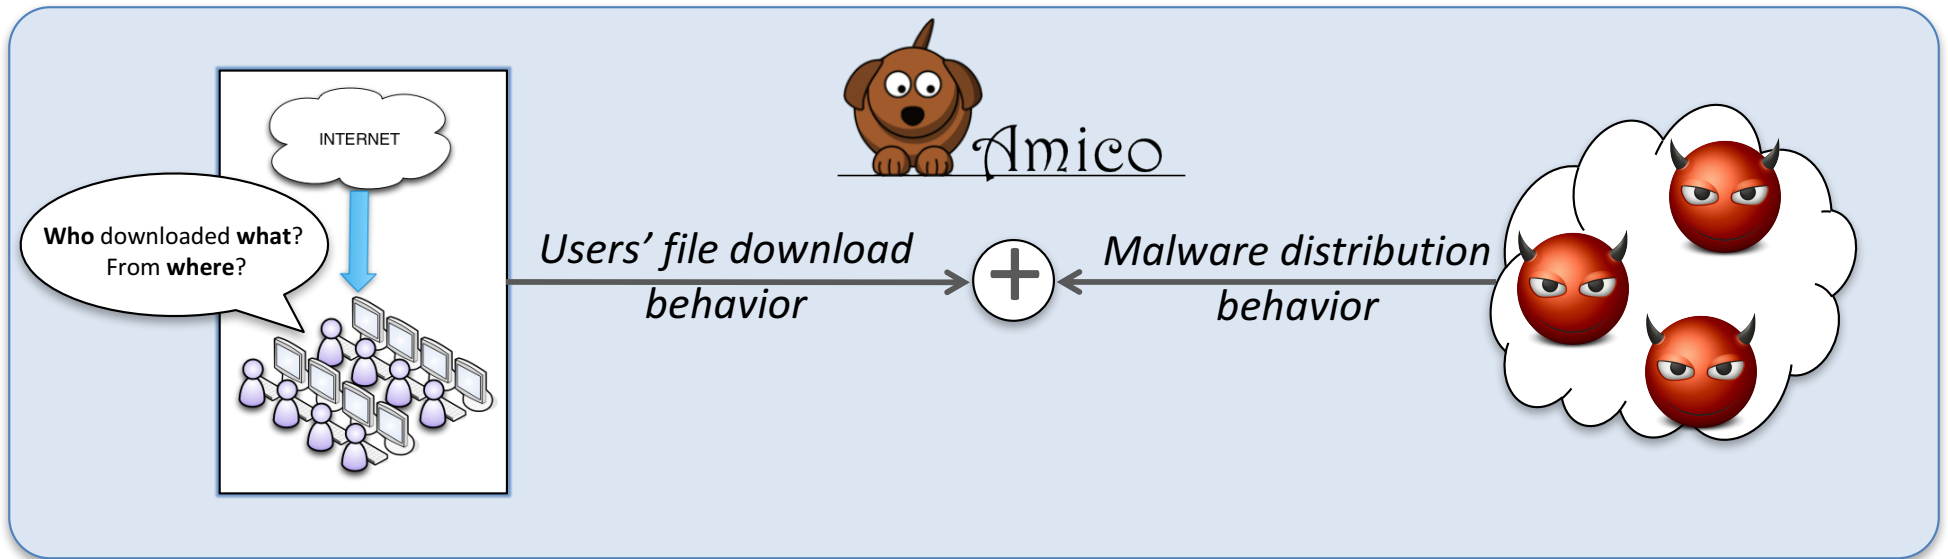 Amico
INTERNET
Who downloaded what?
From where?
Users’ file download
behavior
Malware distribution
behavior